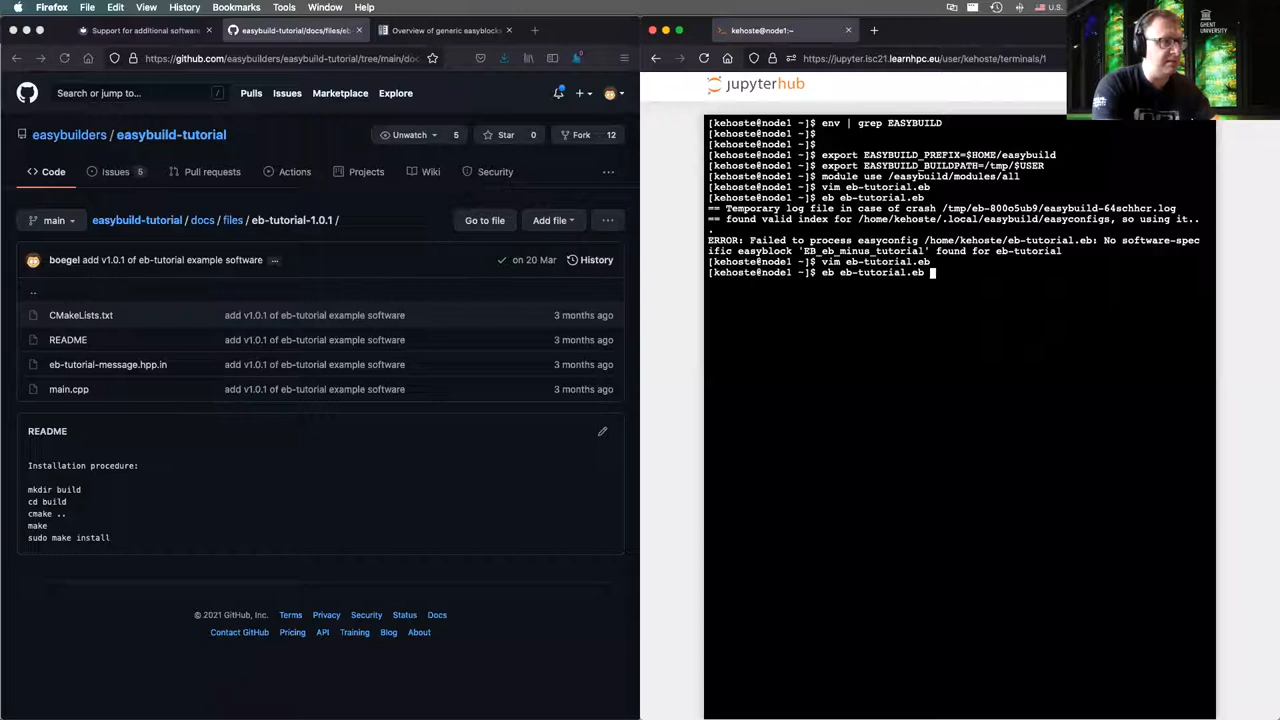 Firefox File Edit View History Bookmarks Tools Window Help
U.S.
Support for additional software
easybuild-tutorial/docs/files/eb
Overview of generic easyblocks
https://github.com/easybuilders/easybuild-tutorial/tree/main/doc
or jump to...
/
Pulls Issues Marketplace Explore
easybuilders / easybuild-tutorial
Unwatch 5
Star 0
Fork 12
Code
Issues 5
Actions
Projects
Wiki
Security
main
easybuild-tutorial / docs / files / eb-tutorial-1.0.1 /
Go to file
Add file
boegel add v1.0.1 of eb-tutorial example software
on 20 Mar
History
..
CMakeLists.txt add v1.0.1 of eb-tutorial example software 3 months ago
README add v1.0.1 of eb-tutorial example software 3 months ago
eb-tutorial-message.hpp.in add v1.0.1 of eb-tutorial example software 3 months ago
main.cpp add v1.0.1 of eb-tutorial example software 3 months ago
README
Installation procedure:
mkdir build
cd build
cmake ..
make
sudo make install
© 2021 GitHub, Inc. Terms Privacy Security Status Docs
Contact GitHub Pricing API Training Blog About
kehoste@node1:~
https://jupyter.isc21.learnhpc.eu/user/kehoste/terminals/1
jupyterhub
GHENT
UNIVERSITY
[kehoste@node1 ~]$ env | grep EASYBUILD
[kehoste@node1 ~]$
[kehoste@node1 ~]$
[kehoste@node1 ~]$ export EASYBUILD_PREFIX=$HOME/easybuild
[kehoste@node1 ~]$ export EASYBUILD_BUILDPATH=/tmp/$USER
[kehoste@node1 ~]$ module use /easybuild/modules/all
[kehoste@node1 ~]$ vim eb-tutorial.eb
[kehoste@node1 ~]$ eb eb-tutorial.eb
== Temporary log file in case of crash /tmp/eb-800o5ub9/easybuild-64schhcr.log
== found valid index for /home/kehoste/.local/easybuild/easyconfigs, so using it..
.
ERROR: Failed to process easyconfig /home/kehoste/eb-tutorial.eb: No software-spec
ific easyblock 'EB_eb_minus_tutorial' found for eb-tutorial
[kehoste@node1 ~]$ vim eb-tutorial.eb
[kehoste@node1 ~]$ eb eb-tutorial.eb